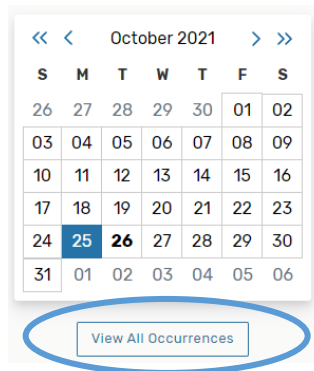 « < October 2021 > »
S M T W T F S
26 27 28 29 30 01 02
03 04 05 06 07 08 09
10 11 12 13 14 15 16
17 18 19 20 21 22 23
24 25 26 27 28 29 30
31 01 02 03 04 05 06
View All Occurrences